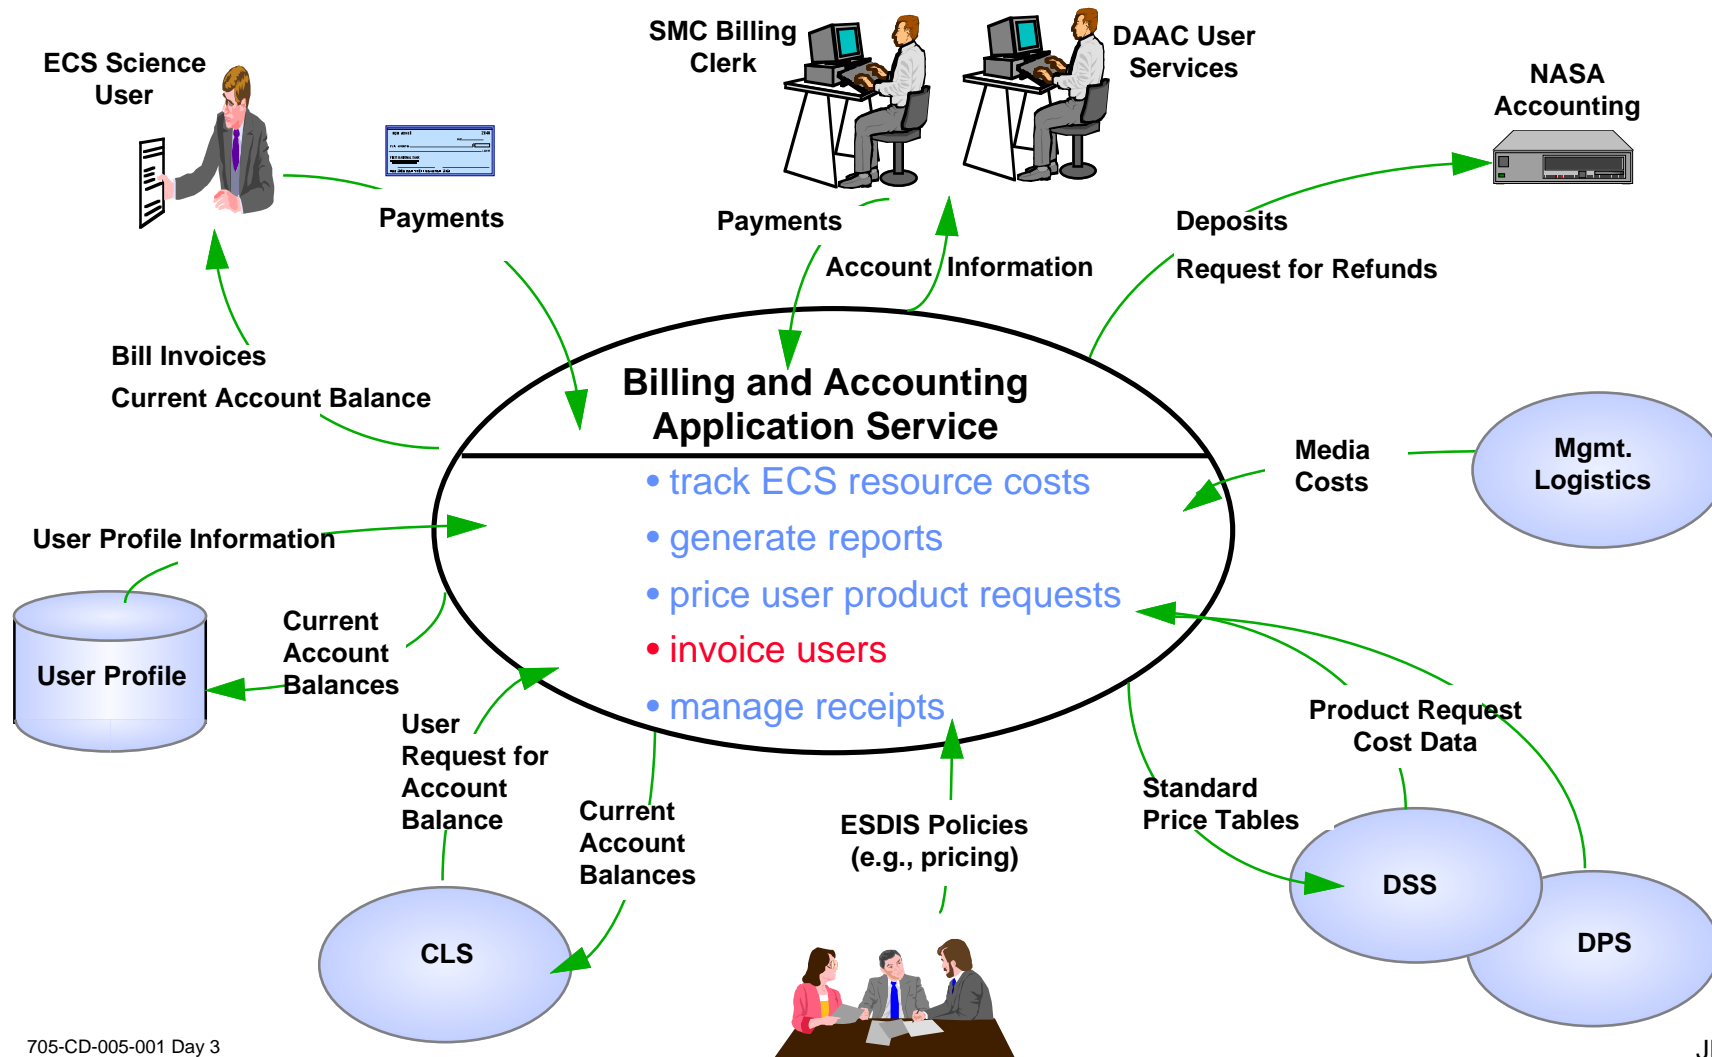 SMC Billing
Clerk
DAAC User
Services
ECS Science
User
NASA
Accounting
Payments
Payments
Deposits
Account Information
Request for Refunds
Bill Invoices
Current Account Balance
Billing and Accounting
Application Service
• track ECS resource costs
• generate reports
• price user product requests
• invoice users
• manage receipts
Media
Costs
Mgmt.
Logistics
User Profile Information
User Profile
Current
Account
Balances
User
Request for
Account
Balance
Current
Account
Balances
ESDIS Policies
(e.g., pricing)
Standard
Price Tables
Product Request
Cost Data
DSS
DPS
CLS
705-CD-005-001 Day 3